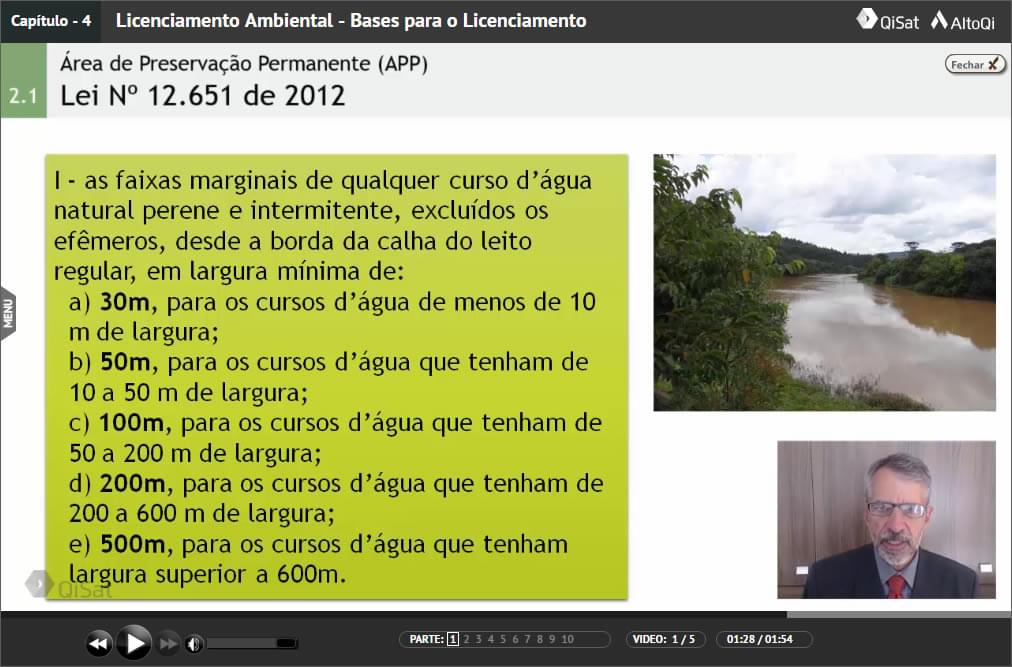 Capítulo - 4
Licenciamento Ambiental - Bases para o Licenciamento
QiSat
AltoQi
2.1
Área de Preservação Permanente (APP)
Lei Nº 12.651 de 2012
Fechar
I - as faixas marginais de qualquer curso d’água
natural perene e intermitente, excluídos os
efêmeros, desde a borda da calha do leito
regular, em largura mínima de:
a) 30m, para os cursos d’água de menos de 10
m de largura;
b) 50m, para os cursos d’água que tenham de
10 a 50 m de largura;
c) 100m, para os cursos d’água que tenham de
50 a 200 m de largura;
d) 200m, para os cursos d’água que tenham de
200 a 600 m de largura;
e) 500m, para os cursos d’água que tenham
largura superior a 600m.
MENU
QiSat
PARTE: 1 2 3 4 5 6 7 8 9 10
VIDEO: 1 / 5
01:28 / 01:54